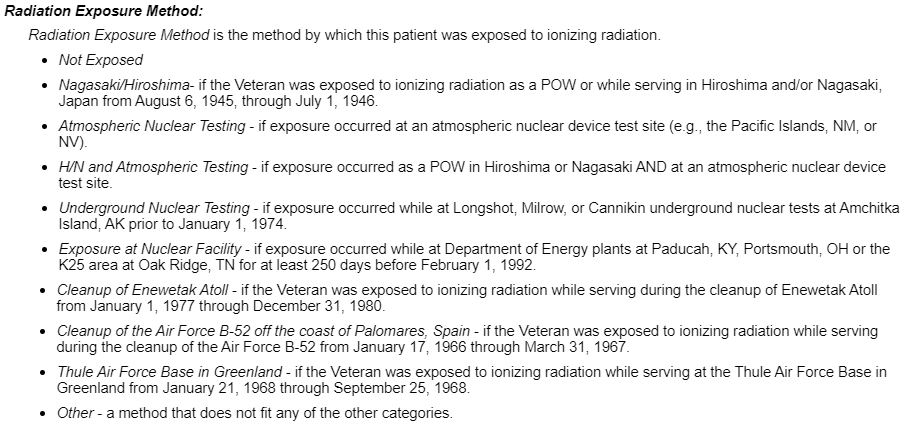 Radiation Exposure Method:
Radiation Exposure Method is the method by which this patient was exposed to ionizing radiation.
• Not Exposed
• Nagasaki/Hiroshima- if the Veteran was exposed to ionizing radiation as a POW or while serving in Hiroshima and/or Nagasaki,
Japan from August 6, 1945, through July 1, 1946.
• Atmospheric Nuclear Testing - if exposure occurred at an atmospheric nuclear device test site (e.g., the Pacific Islands, NM, or
NV).
• H/N and Atmospheric Testing - if exposure occurred as a POW in Hiroshima or Nagasaki AND at an atmospheric nuclear device
test site.
• Underground Nuclear Testing - if exposure occurred while at Longshot, Milrow, or Cannikin underground nuclear tests at Amchitka
Island, AK prior to January 1, 1974.
• Exposure at Nuclear Facility - if exposure occurred while at Department of Energy plants at Paducah, KY, Portsmouth, OH or the
K25 area at Oak Ridge, TN for at least 250 days before February 1, 1992.
• Cleanup of Enewetak Atoll - if the Veteran was exposed to ionizing radiation while serving during the cleanup of Enewetak Atoll
from January 1, 1977 through December 31, 1980.
• Cleanup of the Air Force B-52 off the coast of Palomares, Spain - if the Veteran was exposed to ionizing radiation while serving
during the cleanup of the Air Force B-52 from January 17, 1966 through March 31, 1967.
• Thule Air Force Base in Greenland - if the Veteran was exposed to ionizing radiation while serving at the Thule Air Force Base in
Greenland from January 21, 1968 through September 25, 1968.
• Other - a method that does not fit any of the other categories.